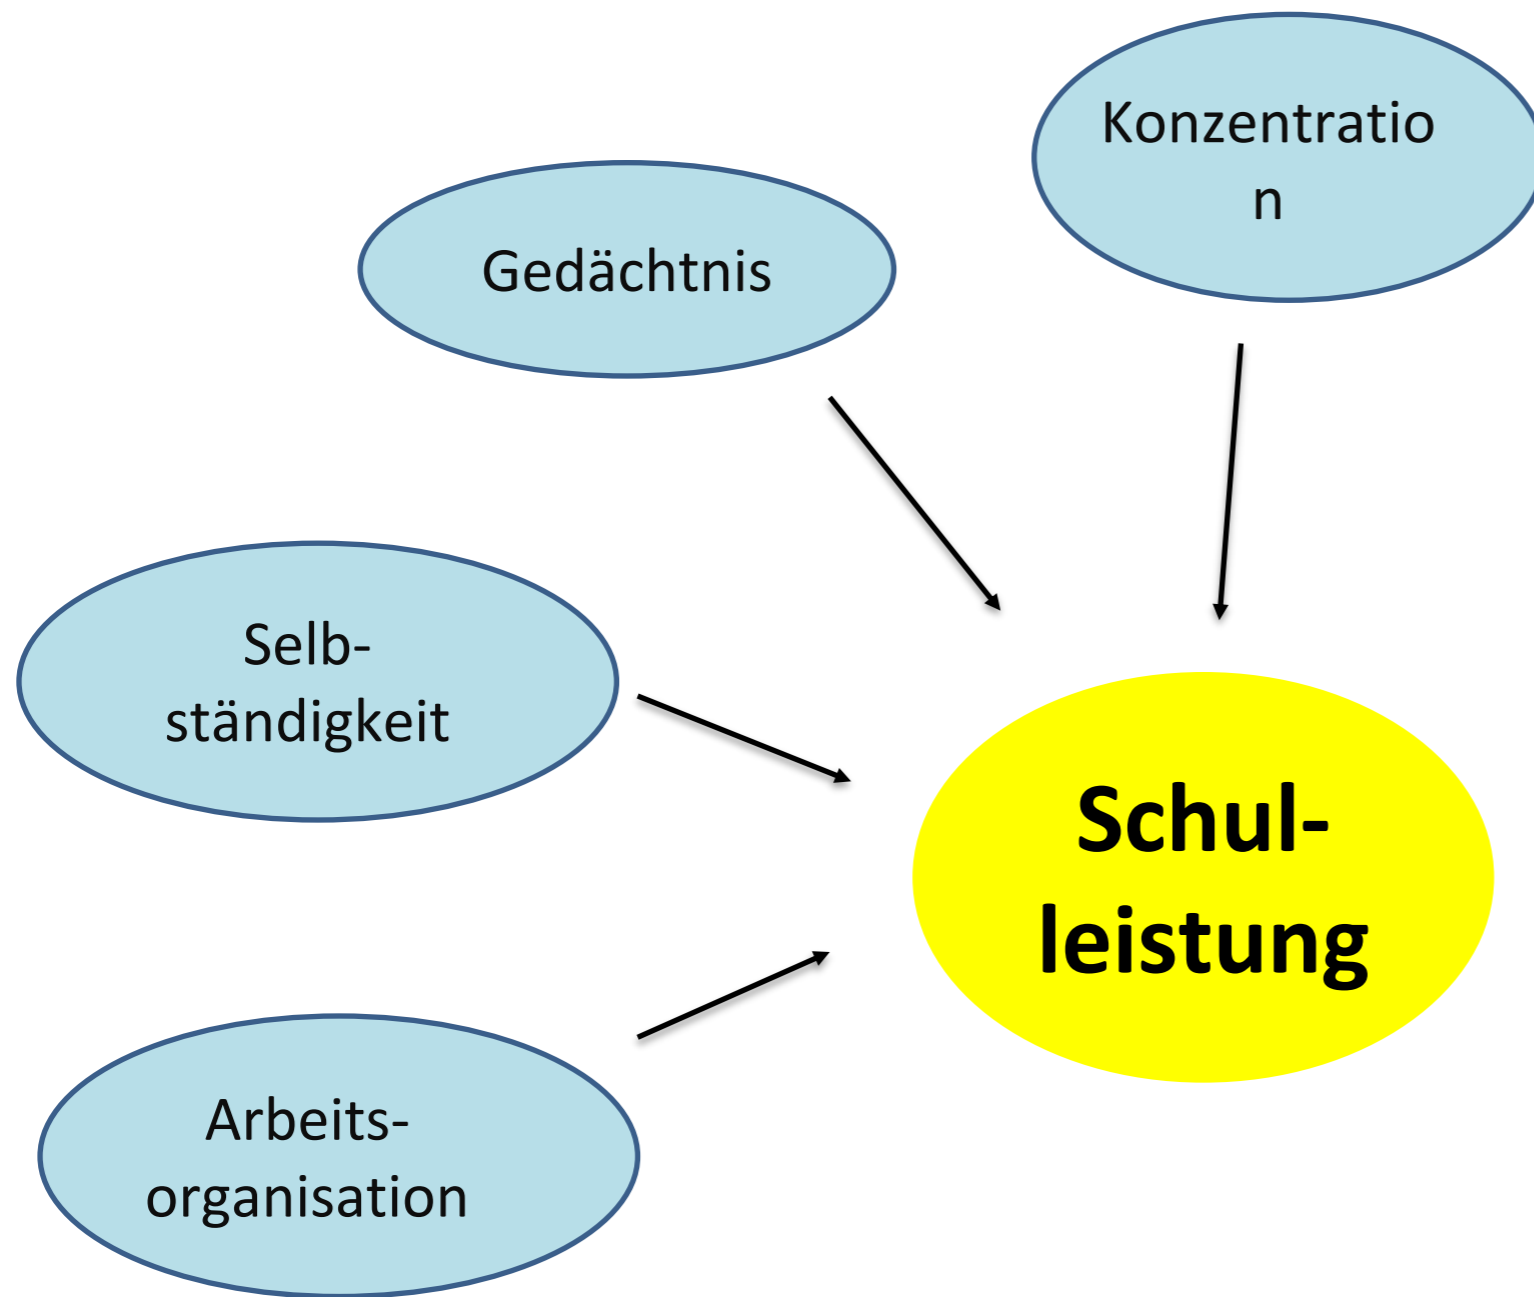 Konzentratio
n
Gedächtnis
Selb-
ständigkeit
Schul-
leistung
Arbeits-
organisation